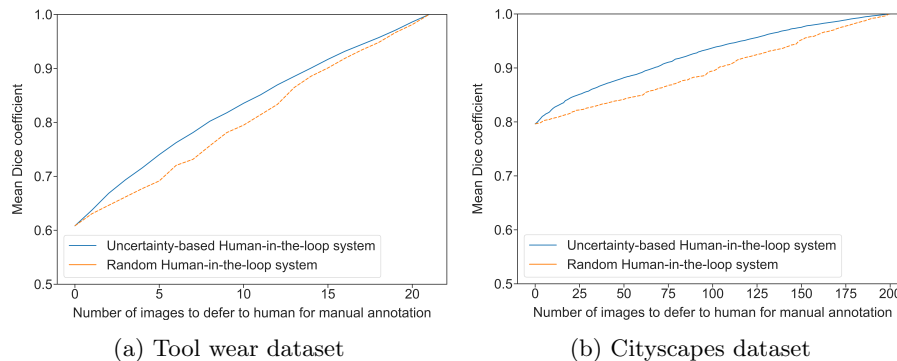 1.0
0.9
0.8
0.7
0.6
0.5
Mean Dice coefficient
Uncertainty-based Human-in-the-loop system
Random Human-in-the-loop system
0 5 10 15 20
Number of images to defer to human for manual annotation
(a) Tool wear dataset
1.0
0.9
0.8
0.7
0.6
0.5
Mean Dice coefficient
Uncertainty-based Human-in-the-loop system
Random Human-in-the-loop system
0 25 50 75 100 125 150 175 200
Number of images to defer to human for manual annotation
(b) Cityscapes dataset